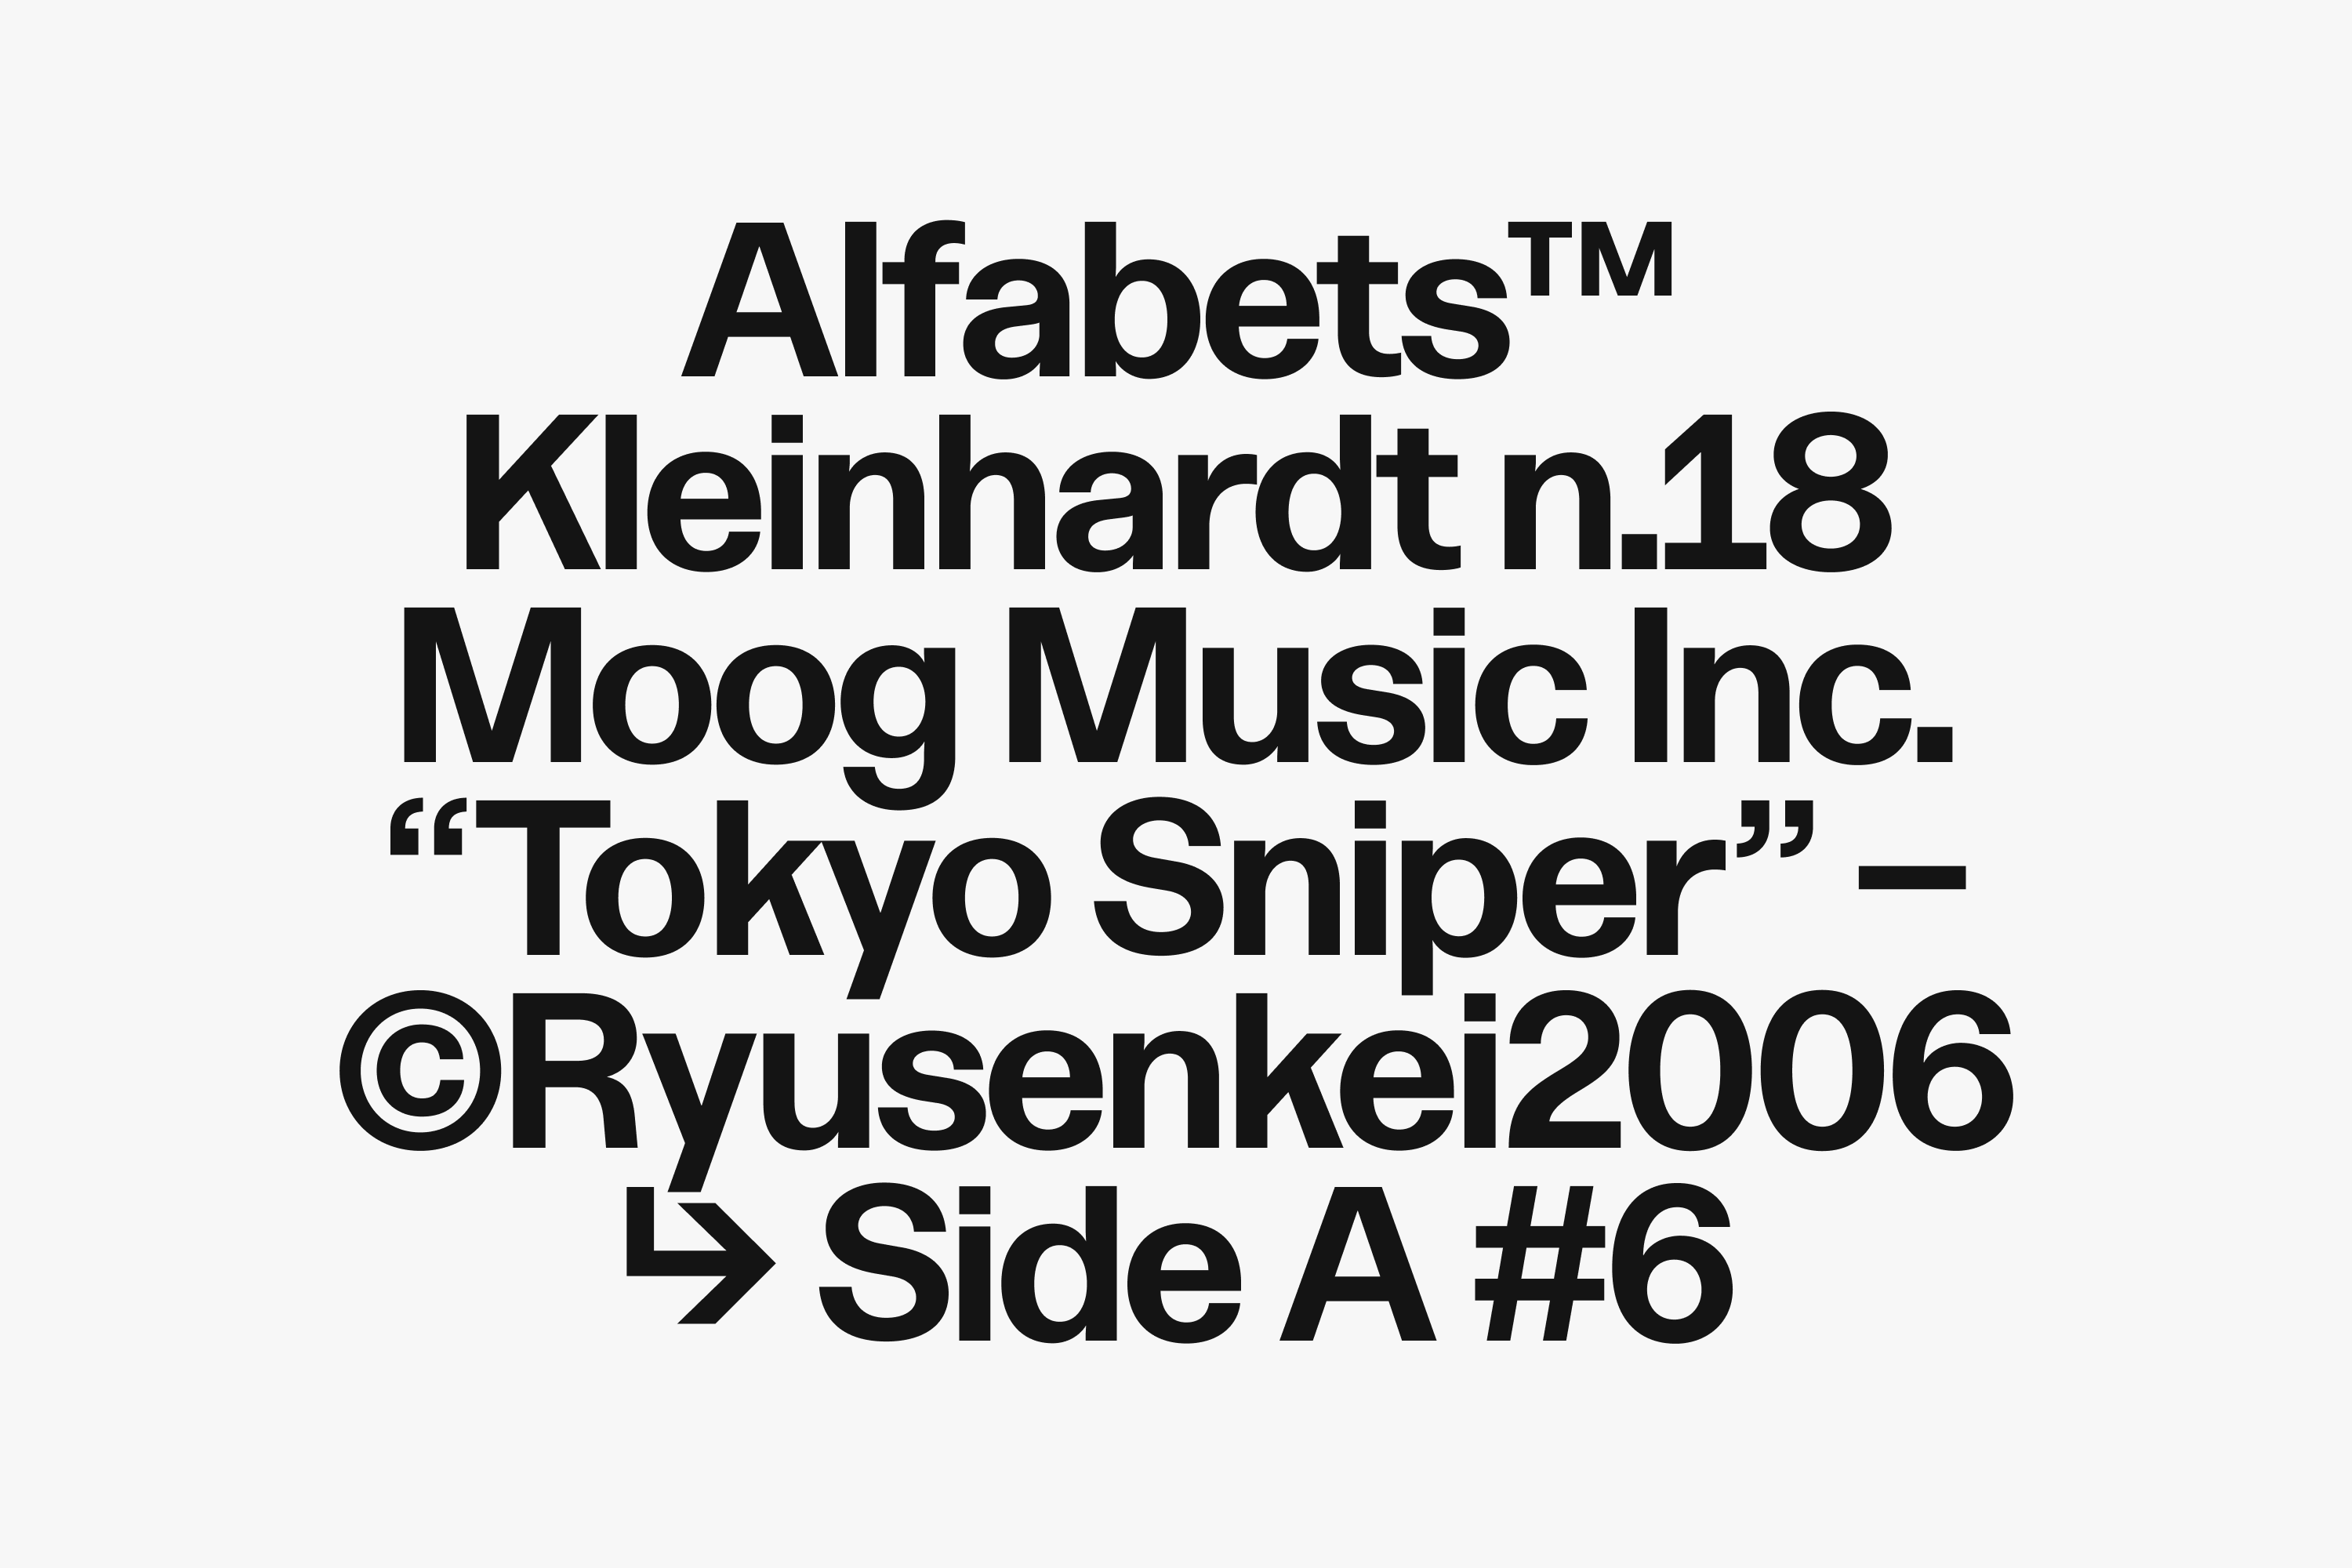 Alfabets™
Kleinhardt n.18
Moog Music Inc.
“Tokyo Sniper” –
©Ryusenkei2006
↳ Side A #6